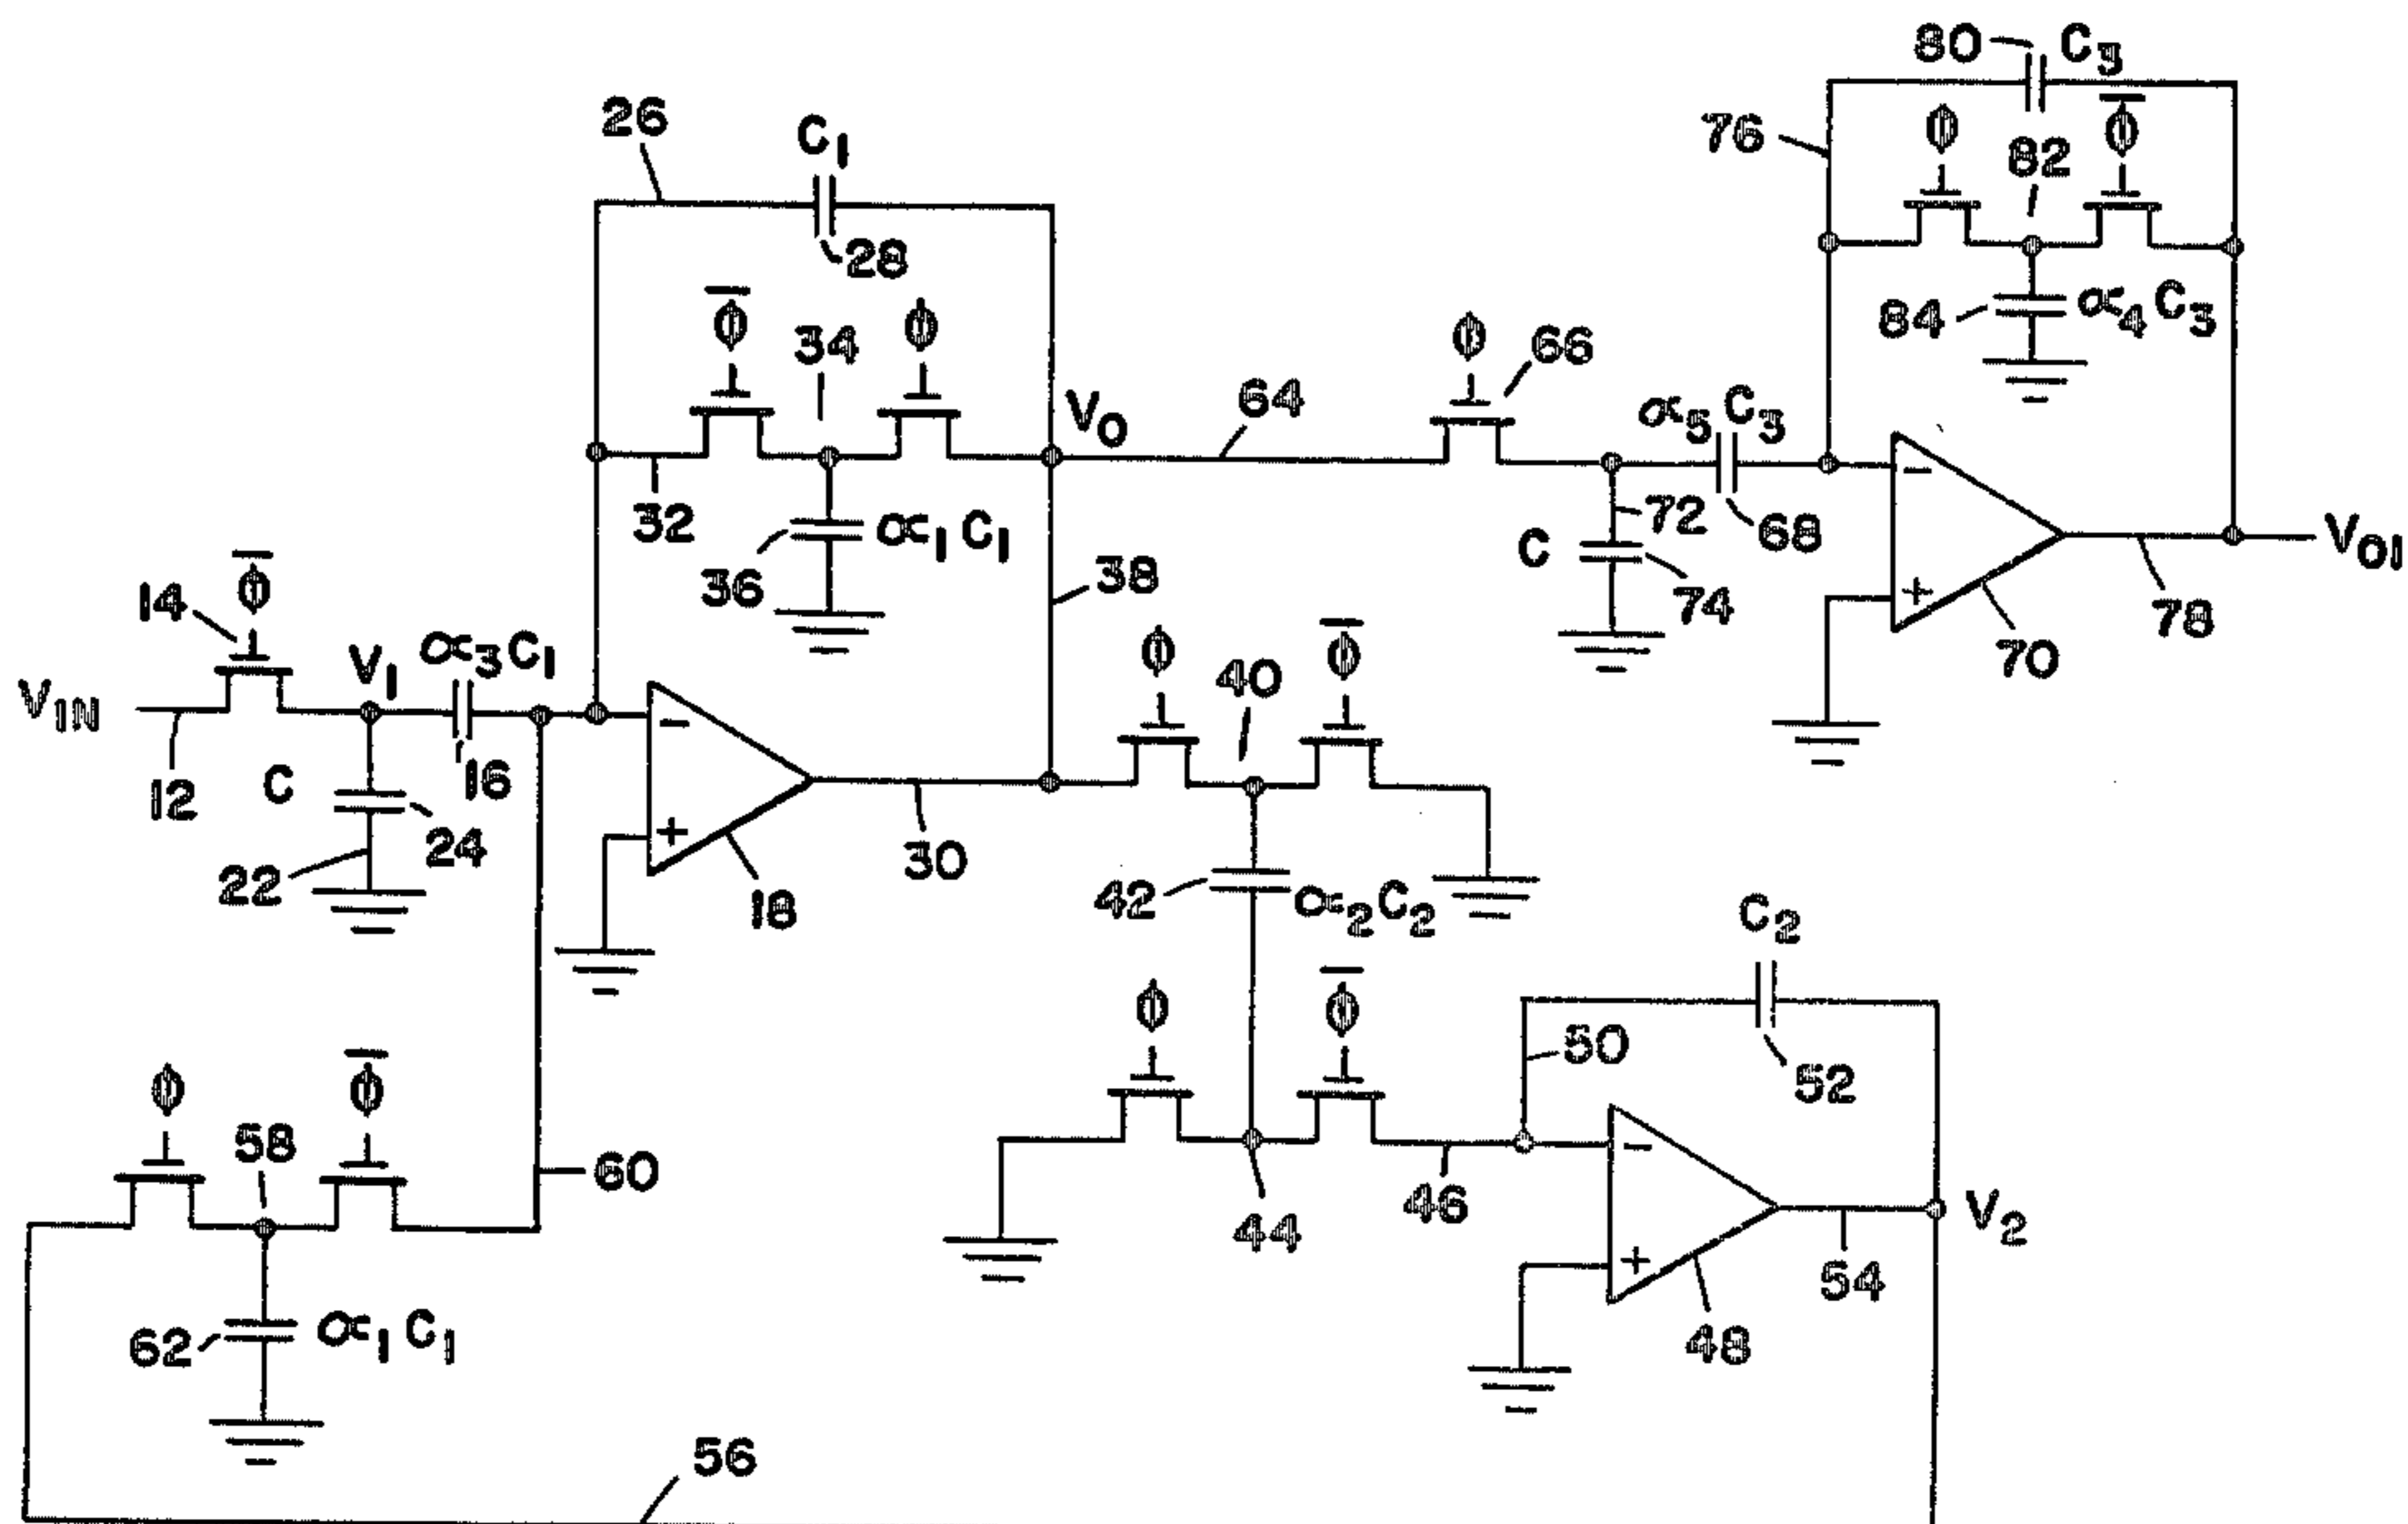 80 C₃
26 C₁ 76 ϕ 82 ϕ̅
28
ϕ̅ 34 ϕ 84 α₄C₃
V₀ 64 ϕ 66 α₅C₃
32 36 α₁C₁ 72 68
C 74 V₀₁
14 ϕ̅ 38 70 78
V_IN V₁ α₃C₁ ϕ 40 ϕ̅
12 C 16
22 24 18 30 42 α₂C₂
C₂
ϕ ϕ̅ 50 52
ϕ 58 ϕ̅ 60 44 46 V₂
62 α₁C₁ 48 54
56
− + − + − +